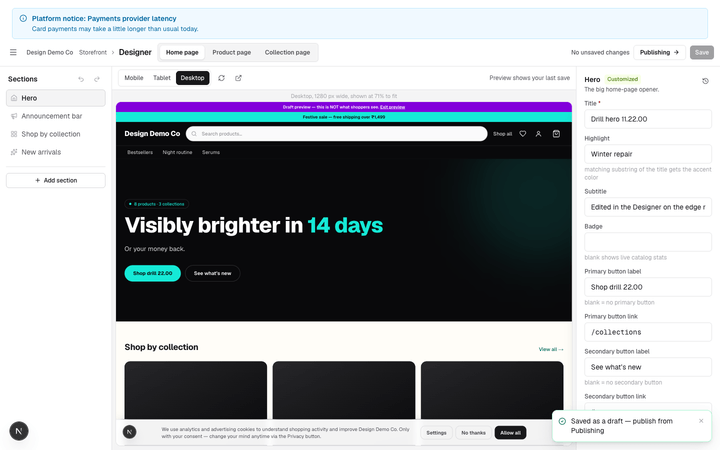 Platform notice: Payments provider latency
Card payments may take a little longer than usual today.
Design Demo Co Storefront › Designer Home page Product page Collection page No unsaved changes Publishing → Save
Sections
Hero
Announcement bar
Shop by collection
New arrivals
+ Add section
Mobile Tablet Desktop Preview shows your last save
Desktop, 1280 px wide, shown at 71% to fit
Draft preview — this is NOT what shoppers see. Exit preview
Festive sale — free shipping over ₹1,499
Design Demo Co Search products… Shop all
Bestsellers Night routine Serums
6 products · 3 collections
Visibly brighter in 14 days
Or your money back.
Shop drill 22.00 See what's new
Shop by collection View all →
N We use analytics and advertising cookies to understand shopping activity and improve Design Demo Co. Only
with your consent — change your mind anytime via the Privacy button.
Settings No thanks Allow all
N
Hero Customized
The big home-page opener.
Title *
Drill hero 11.22.00
Highlight
Winter repair
matching substring of the title gets the accent
color
Subtitle
Edited in the Designer on the edge r
Badge
blank shows live catalog stats
Primary button label
Shop drill 22.00
blank = no primary button
Primary button link
/collections
Secondary button label
See what's new
blank = no secondary button
Secondary button link
Saved as a draft — publish from
Publishing